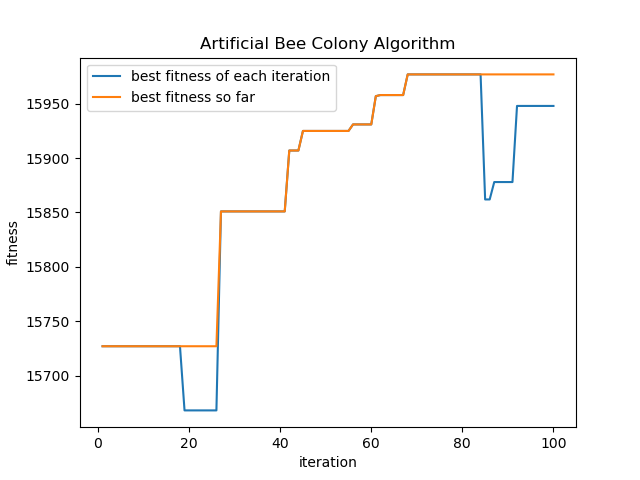 Artificial Bee Colony Algorithm
best fitness of each iteration
best fitness so far
15950
15900
15850
15800
15750
15700
fitness
0 20 40 60 80 100
iteration